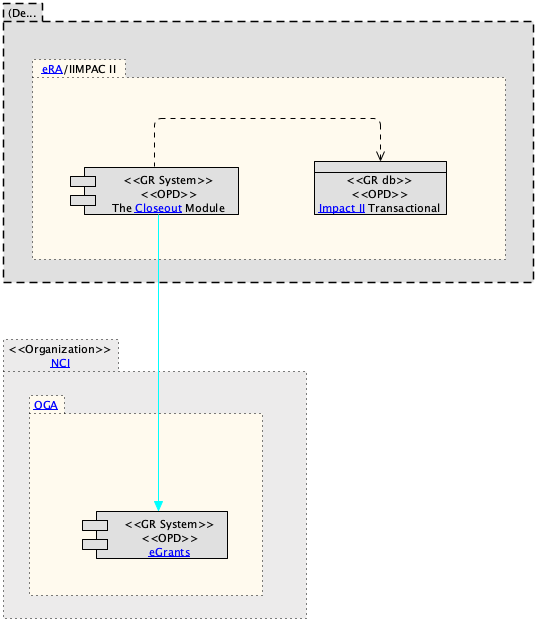 (De...
eRA/IIMPAC II
<<GR System>>
<<OPD>>
The Closeout Module
<<GR db>>
<<OPD>>
Impact II Transactional
<<Organization>>
NCI
OGA
<<GR System>>
<<OPD>>
eGrants